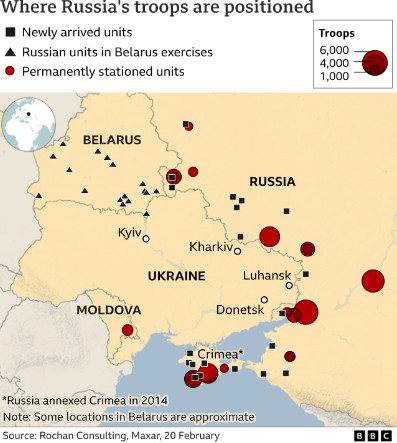 Where Russia's troops are positioned
Newly arrived units
Russian units in Belarus exercises
Permanently stationed units
Troops
6,000
4,000
1,000
BELARUS
RUSSIA
Kyiv
Kharkiv
UKRAINE
Luhansk
Donetsk
MOLDOVA
Crimea*
*Russia annexed Crimea in 2014
Note: Some locations in Belarus are approximate
Source: Rochan Consulting, Maxar, 20 February
BBC